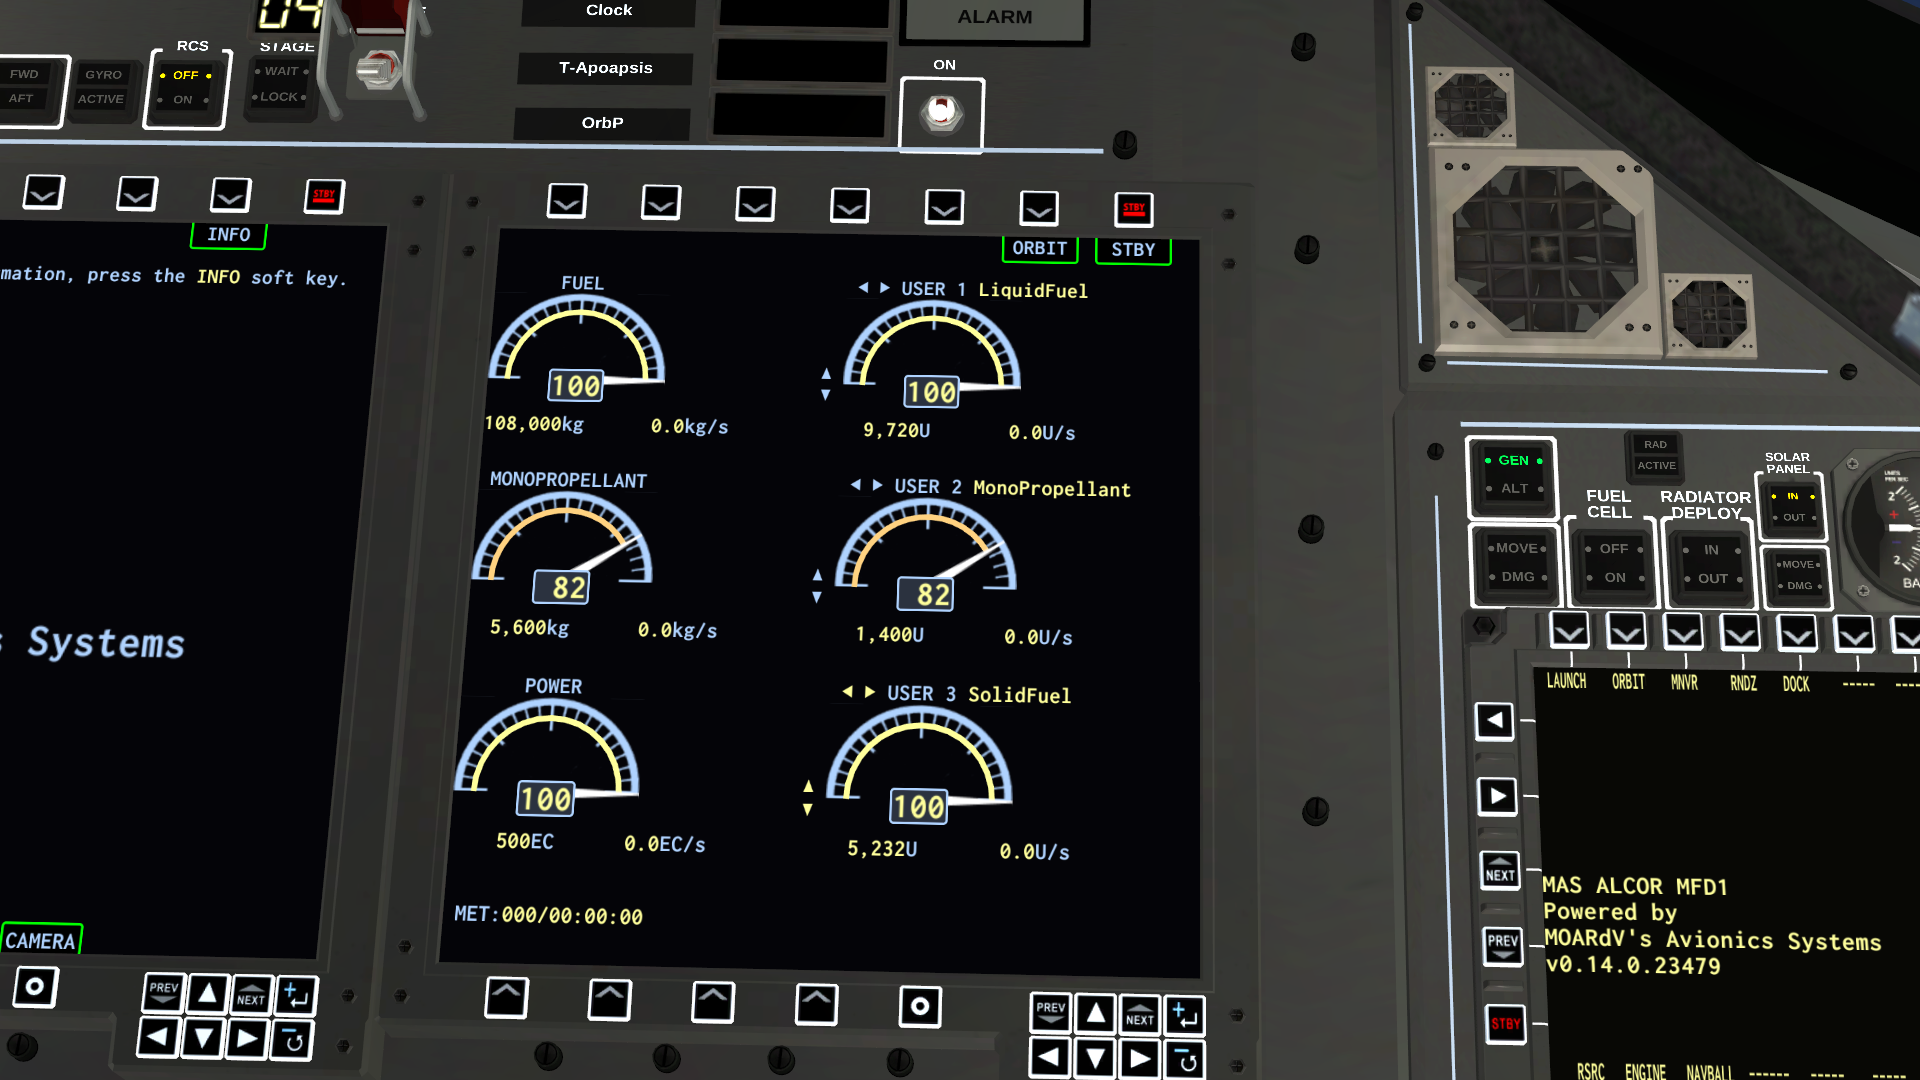 04
Clock
ALARM
T-Apoapsis
OrbP
ON
RCS
STAGE
FWD
AFT
GYRO
ACTIVE
OFF
ON
WAIT
LOCK
STBY
STBY
INFO
mation, press the INFO soft key.
s Systems
CAMERA
PREV
NEXT
ORBIT
STBY
FUEL
100
108,000kg 0.0kg/s
USER 1 LiquidFuel
100
9,720U 0.0U/s
MONOPROPELLANT
82
5,600kg 0.0kg/s
USER 2 MonoPropellant
82
1,400U 0.0U/s
POWER
100
500EC 0.0EC/s
USER 3 SolidFuel
100
5,232U 0.0U/s
MET:000/00:00:00
PREV
NEXT
GEN
ALT
MOVE
DMG
FUEL
CELL
OFF
ON
RAD
ACTIVE
RADIATOR
DEPLOY
IN
OUT
SOLAR
PANEL
IN
OUT
MOVE
DMG
2
+
2
BA
LAUNCH ORBIT MNVR RNDZ DOCK ----- ----
NEXT
PREV
STBY
MAS ALCOR MFD1
Powered by
MOARdV's Avionics Systems
v0.14.0.23479
RSRC ENGINE NAVBALL ------ ----- -----